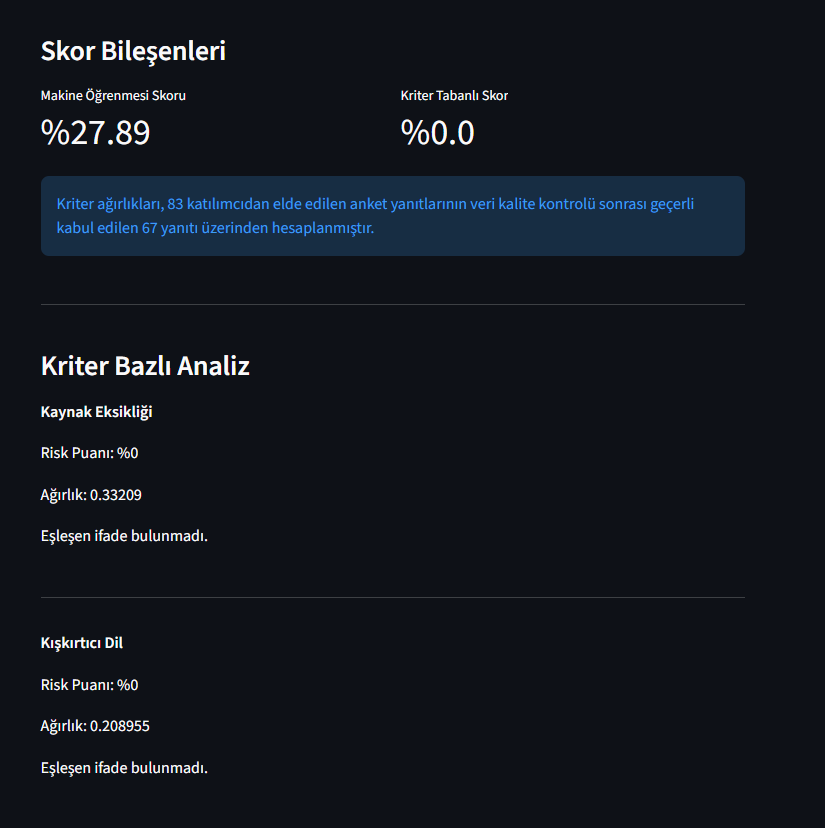 Skor Bileşenleri
Makine Öğrenmesi Skoru
Kriter Tabanlı Skor
%27.89
%0.0
Kriter ağırlıkları, 83 katılımcıdan elde edilen anket yanıtlarının veri kalite kontrolü sonrası geçerli
kabul edilen 67 yanıtı üzerinden hesaplanmıştır.
Kriter Bazlı Analiz
Kaynak Eksikliği
Risk Puanı: %0
Ağırlık: 0.33209
Eşleşen ifade bulunmadı.
Kışkırtıcı Dil
Risk Puanı: %0
Ağırlık: 0.208955
Eşleşen ifade bulunmadı.